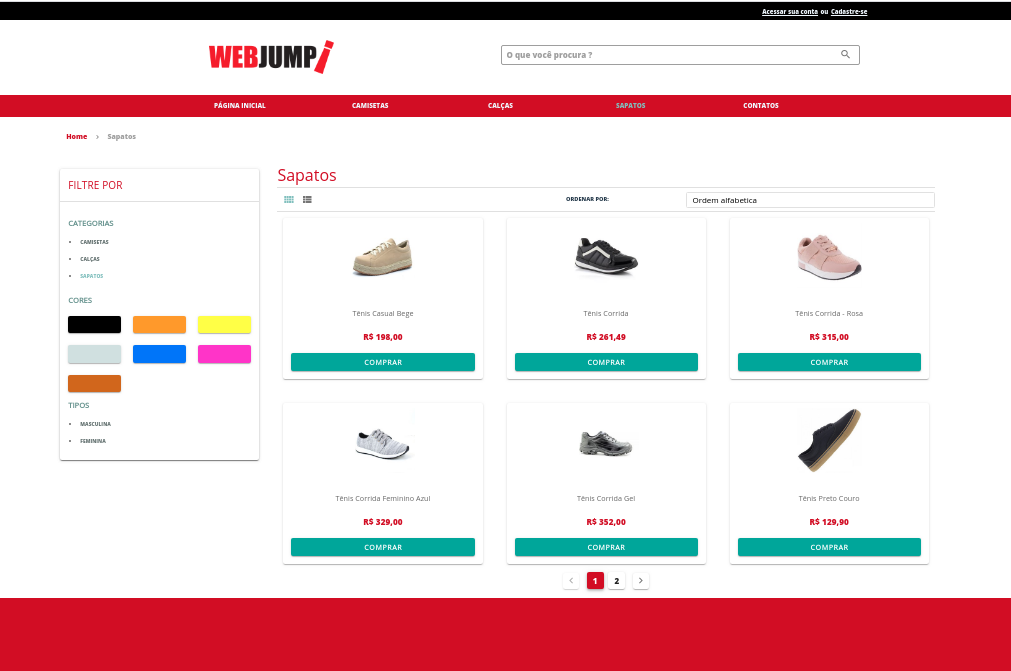 Acessar sua conta ou Cadastre-se
WEBJUMP!
O que você procura ?
PÁGINA INICIAL CAMISETAS CALÇAS SAPATOS CONTATOS
Home › Sapatos
FILTRE POR
CATEGORIAS
• CAMISETAS
• CALÇAS
• SAPATOS
CORES
TIPOS
• MASCULINA
• FEMININA
Sapatos
ORDENAR POR: Ordem alfabetica
Tênis Casual Bege
R$ 198,00
COMPRAR
Tênis Corrida
R$ 261,49
COMPRAR
Tênis Corrida - Rosa
R$ 315,00
COMPRAR
Tênis Corrida Feminino Azul
R$ 329,00
COMPRAR
Tênis Corrida Gel
R$ 352,00
COMPRAR
Tênis Preto Couro
R$ 129,90
COMPRAR
‹ 1 2 ›